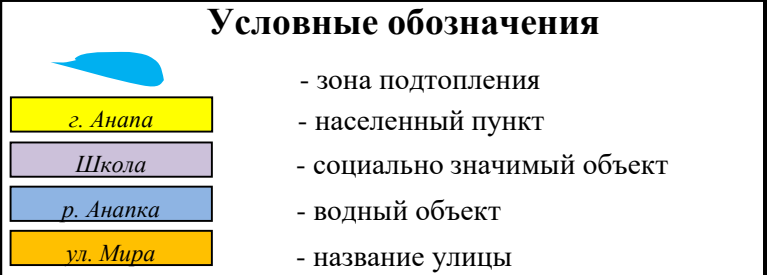 Условные обозначения
- зона подтопления
г. Анапа - населенный пункт
Школа - социально значимый объект
р. Анапка - водный объект
ул. Мира - название улицы